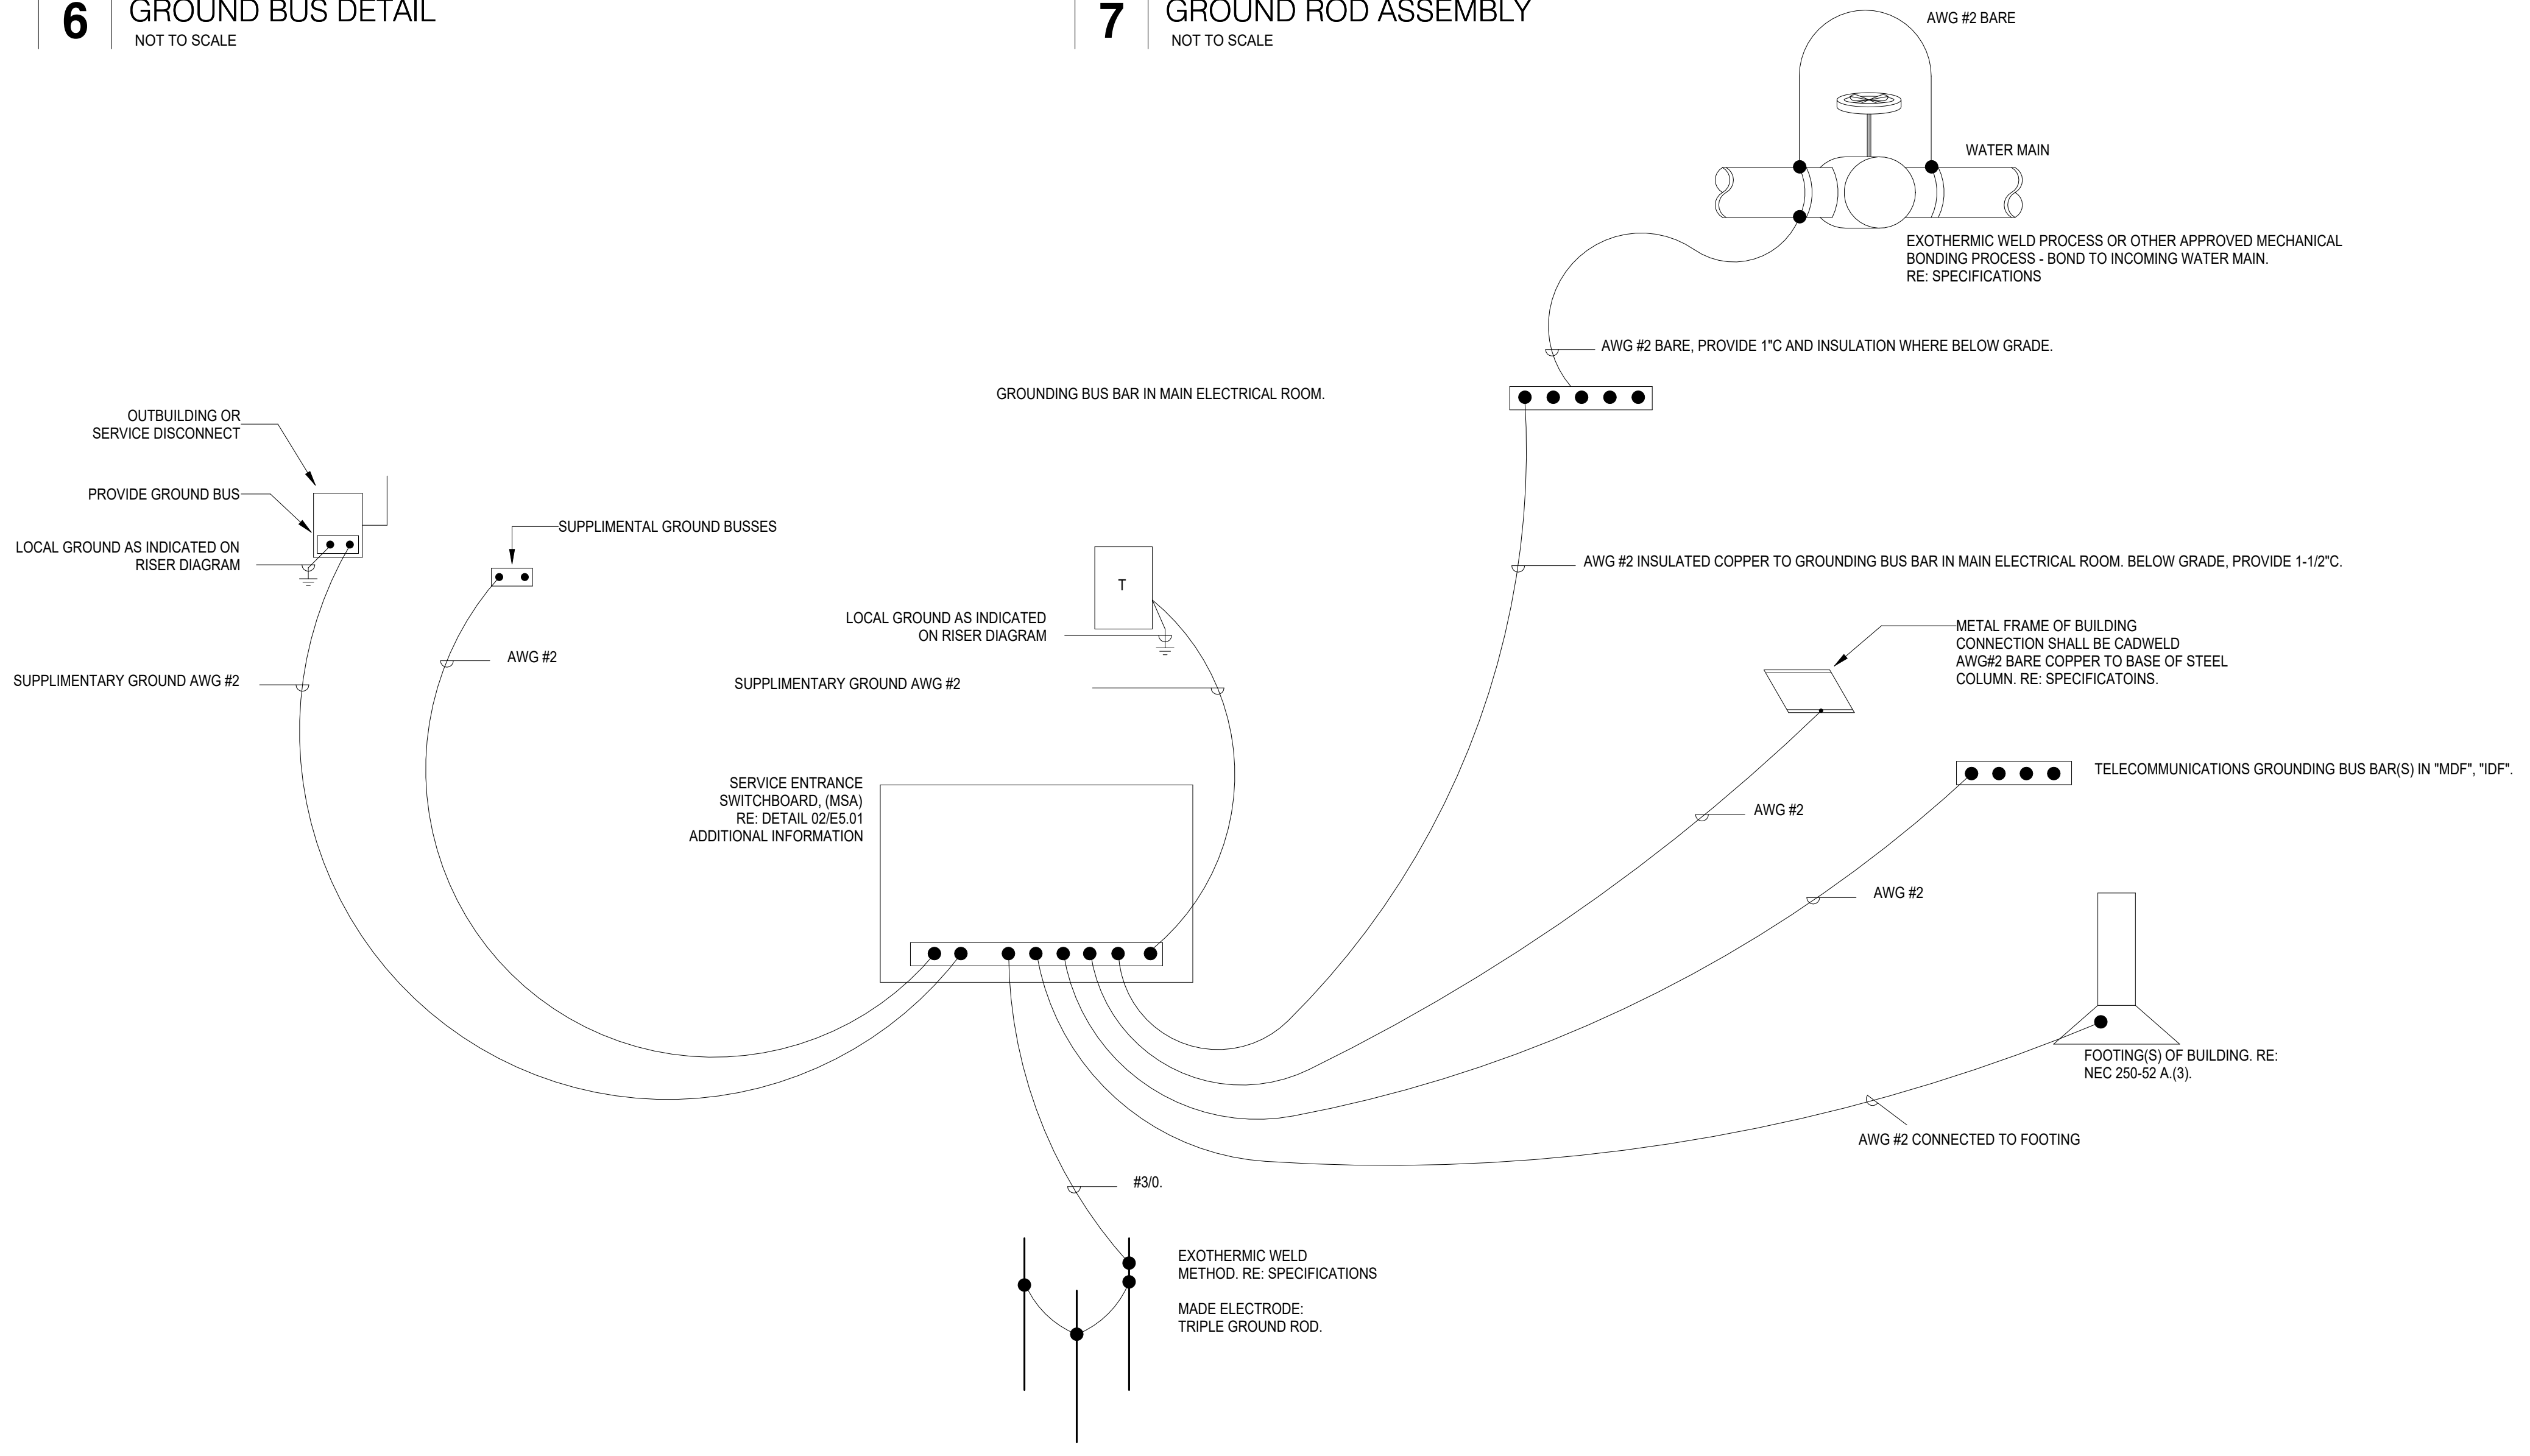 6
GROUND BUS DETAIL
NOT TO SCALE
7
GROUND ROD ASSEMBLY
NOT TO SCALE
AWG #2 BARE
WATER MAIN
EXOTHERMIC WELD PROCESS OR OTHER APPROVED MECHANICAL
BONDING PROCESS - BOND TO INCOMING WATER MAIN.
RE: SPECIFICATIONS
AWG #2 BARE, PROVIDE 1"C AND INSULATION WHERE BELOW GRADE.
GROUNDING BUS BAR IN MAIN ELECTRICAL ROOM.
OUTBUILDING OR
SERVICE DISCONNECT
PROVIDE GROUND BUS
LOCAL GROUND AS INDICATED ON
RISER DIAGRAM
SUPPLIMENTAL GROUND BUSSES
AWG #2
SUPPLIMENTARY GROUND AWG #2
T
LOCAL GROUND AS INDICATED
ON RISER DIAGRAM
SUPPLIMENTARY GROUND AWG #2
AWG #2 INSULATED COPPER TO GROUNDING BUS BAR IN MAIN ELECTRICAL ROOM. BELOW GRADE, PROVIDE 1-1/2"C.
METAL FRAME OF BUILDING
CONNECTION SHALL BE CADWELD
AWG#2 BARE COPPER TO BASE OF STEEL
COLUMN. RE: SPECIFICATOINS.
SERVICE ENTRANCE
SWITCHBOARD, (MSA)
RE: DETAIL 02/E5.01
ADDITIONAL INFORMATION
TELECOMMUNICATIONS GROUNDING BUS BAR(S) IN "MDF", "IDF".
AWG #2
AWG #2
FOOTING(S) OF BUILDING. RE:
NEC 250-52 A.(3).
AWG #2 CONNECTED TO FOOTING
#3/0.
EXOTHERMIC WELD
METHOD. RE: SPECIFICATIONS
MADE ELECTRODE:
TRIPLE GROUND ROD.